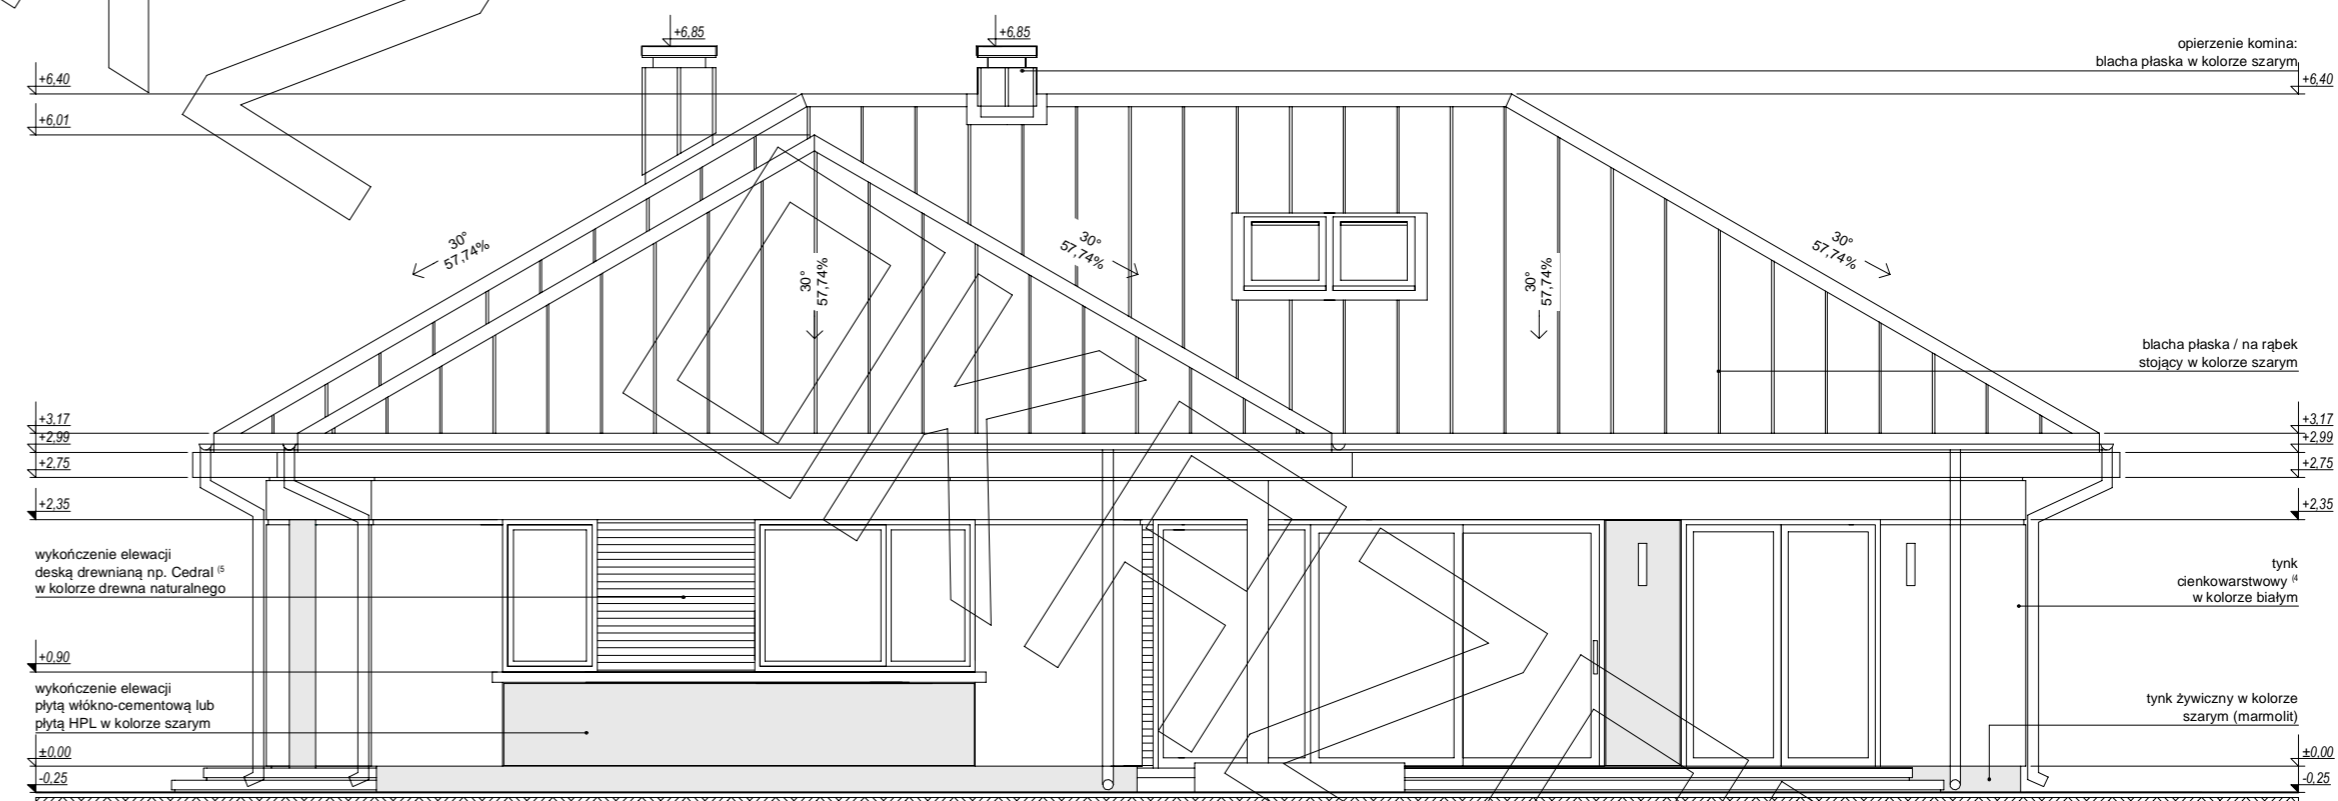 +6,85
+6,85
opierzenie komina:
blacha płaska w kolorze szarym
+6,40
+6,40
+6,01
30°
57,74%
30°
57,74%
30°
57,74%
30°
57,74%
30°
57,74%
blacha płaska / na rąbek
stojący w kolorze szarym
+3,17
+3,17
+2,99
+2,99
+2,75
+2,75
+2,35
+2,35
wykończenie elewacji
deską drewnianą np. Cedral (5
w kolorze drewna naturalnego
tynk
cienkowarstwowy (4
w kolorze białym
+0,90
wykończenie elewacji
płytą włókno-cementową lub
płytą HPL w kolorze szarym
tynk żywiczny w kolorze
szarym (marmolit)
±0,00
±0,00
-0,25
-0,25